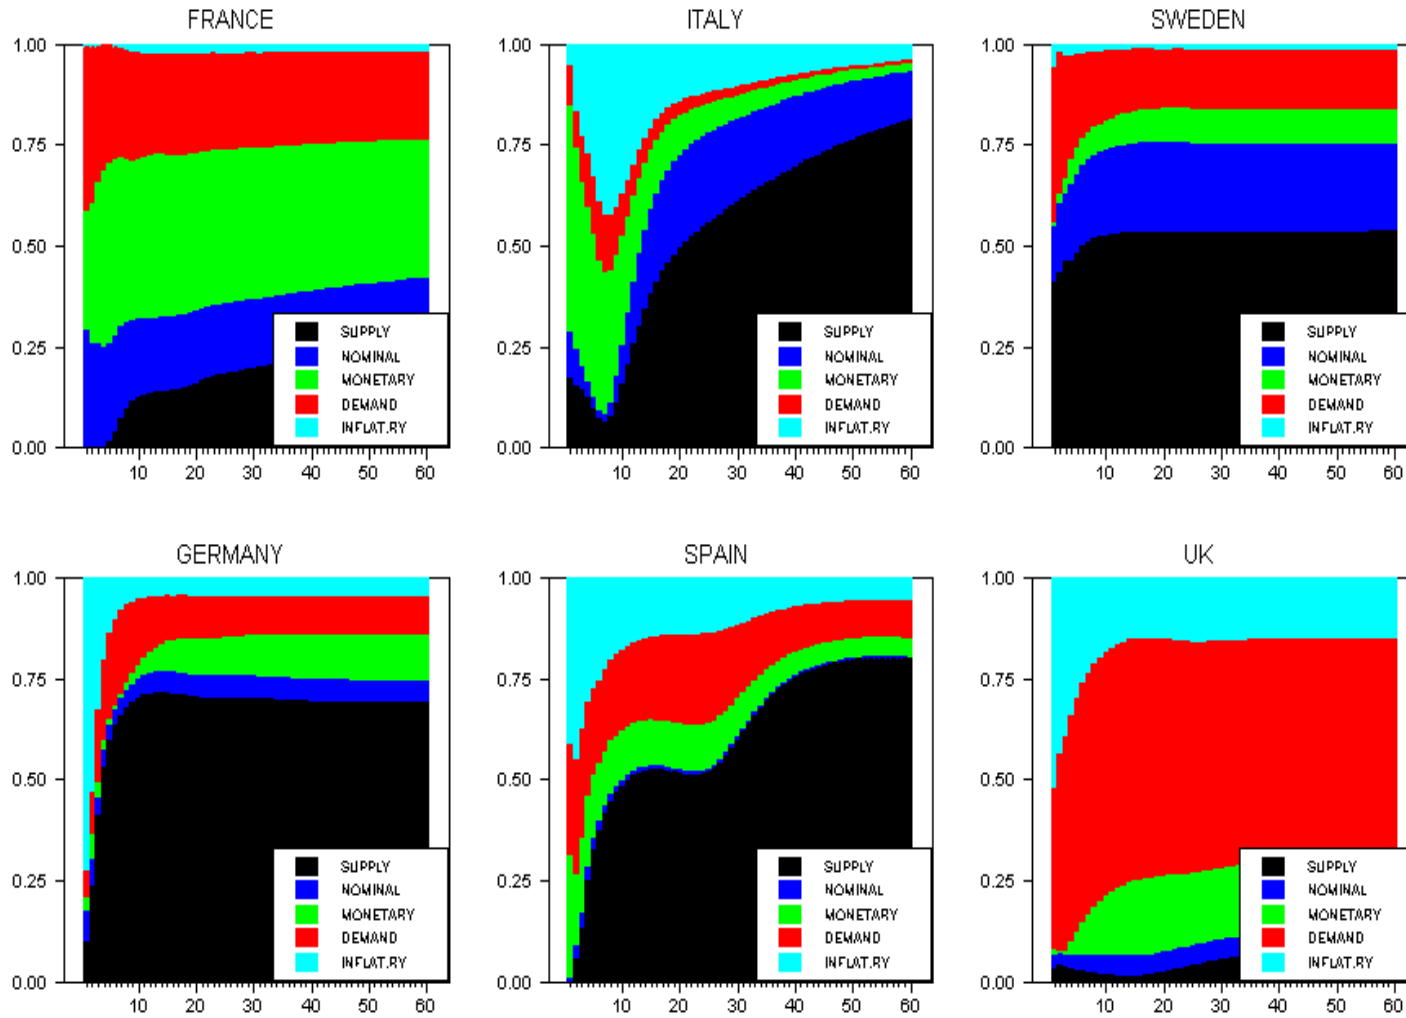 FRANCE
1.00
0.75
0.50
0.25
0.00
10 20 30 40 50 60
SUPPLY
NOMINAL
MONETARY
DEMAND
INFLAT.RY
ITALY
1.00
0.75
0.50
0.25
0.00
10 20 30 40 50 60
SUPPLY
NOMINAL
MONETARY
DEMAND
INFLAT.RY
SWEDEN
1.00
0.75
0.50
0.25
0.00
10 20 30 40 50 60
SUPPLY
NOMINAL
MONETARY
DEMAND
INFLAT.RY
GERMANY
1.00
0.75
0.50
0.25
0.00
10 20 30 40 50 60
SUPPLY
NOMINAL
MONETARY
DEMAND
INFLAT.RY
SPAIN
1.00
0.75
0.50
0.25
0.00
10 20 30 40 50 60
SUPPLY
NOMINAL
MONETARY
DEMAND
INFLAT.RY
UK
1.00
0.75
0.50
0.25
0.00
10 20 30 40 50 60
SUPPLY
NOMINAL
MONETARY
DEMAND
INFLAT.RY